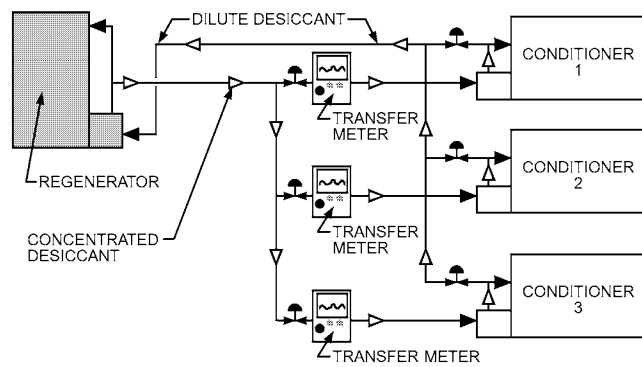 DILUTE DESICCANT
CONDITIONER
1
TRANSFER
METER
REGENERATOR
CONDITIONER
2
CONCENTRATED
DESICCANT
TRANSFER
METER
CONDITIONER
3
TRANSFER METER